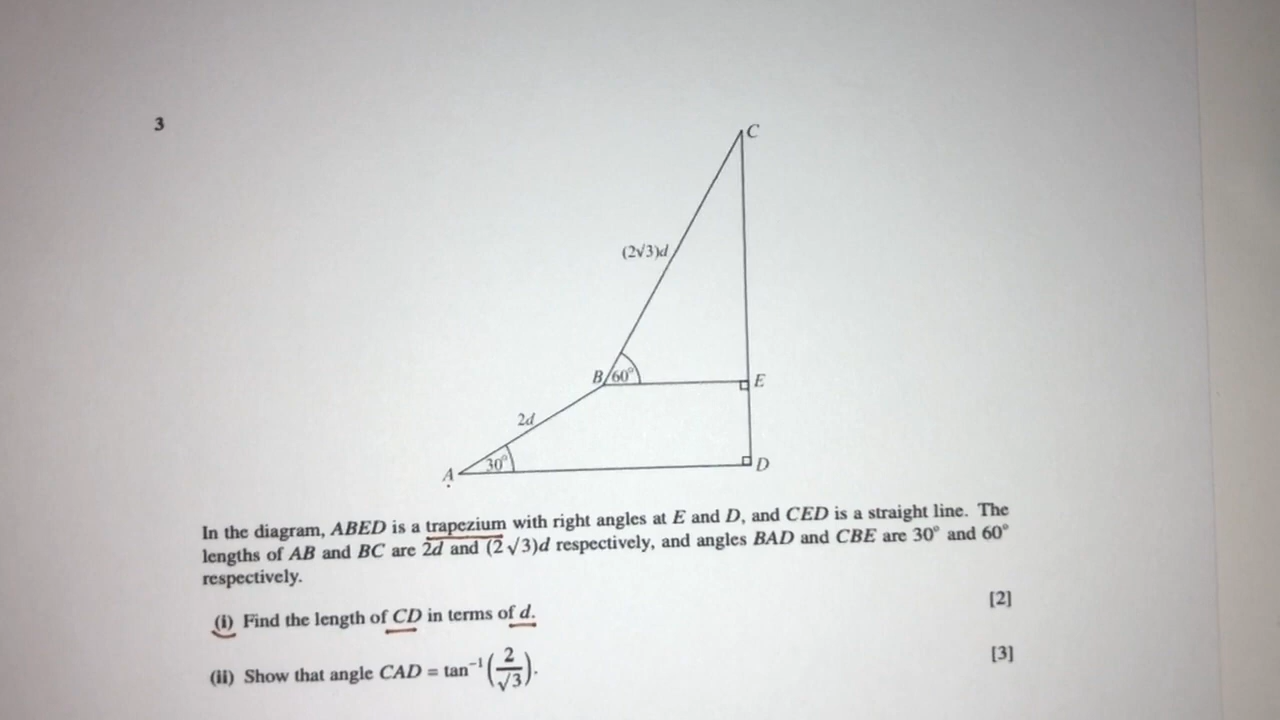 3
C
(2√3)d
B
60°
E
2d
A
30°
D
In the diagram, ABED is a trapezium with right angles at E and D, and CED is a straight line. The
lengths of AB and BC are 2d and (2√3)d respectively, and angles BAD and CBE are 30° and 60°
respectively.
(i) Find the length of CD in terms of d. [2]
(ii) Show that angle CAD = tan⁻¹(2/√3). [3]